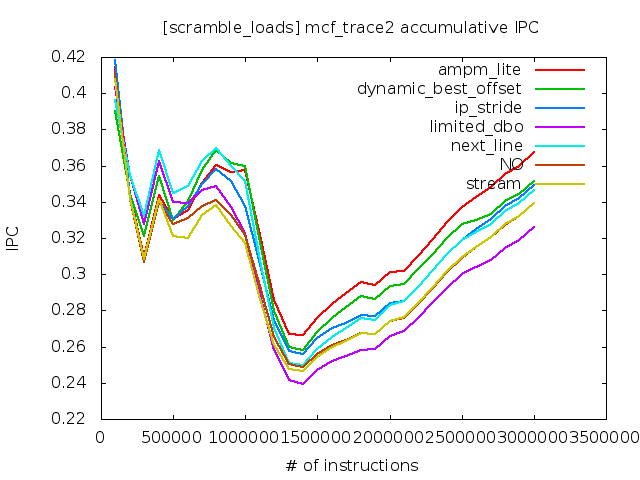 [scramble_loads] mcf_trace2 accumulative IPC
0.42
0.4
0.38
0.36
0.34
0.32
0.3
0.28
0.26
0.24
0.22
IPC
ampm_lite
dynamic_best_offset
ip_stride
limited_dbo
next_line
NO
stream
0 500000 1000000 1500000 2000000 2500000 3000000 3500000
# of instructions